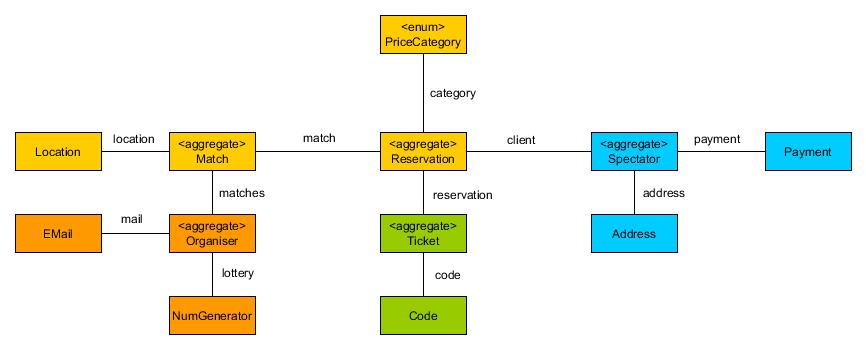 <enum>
PriceCategory
category
location
match
client
payment
Location
<aggregate>
Match
<aggregate>
Reservation
<aggregate>
Spectator
Payment
matches
reservation
address
mail
EMail
<aggregate>
Organiser
<aggregate>
Ticket
Address
lottery
code
NumGenerator
Code